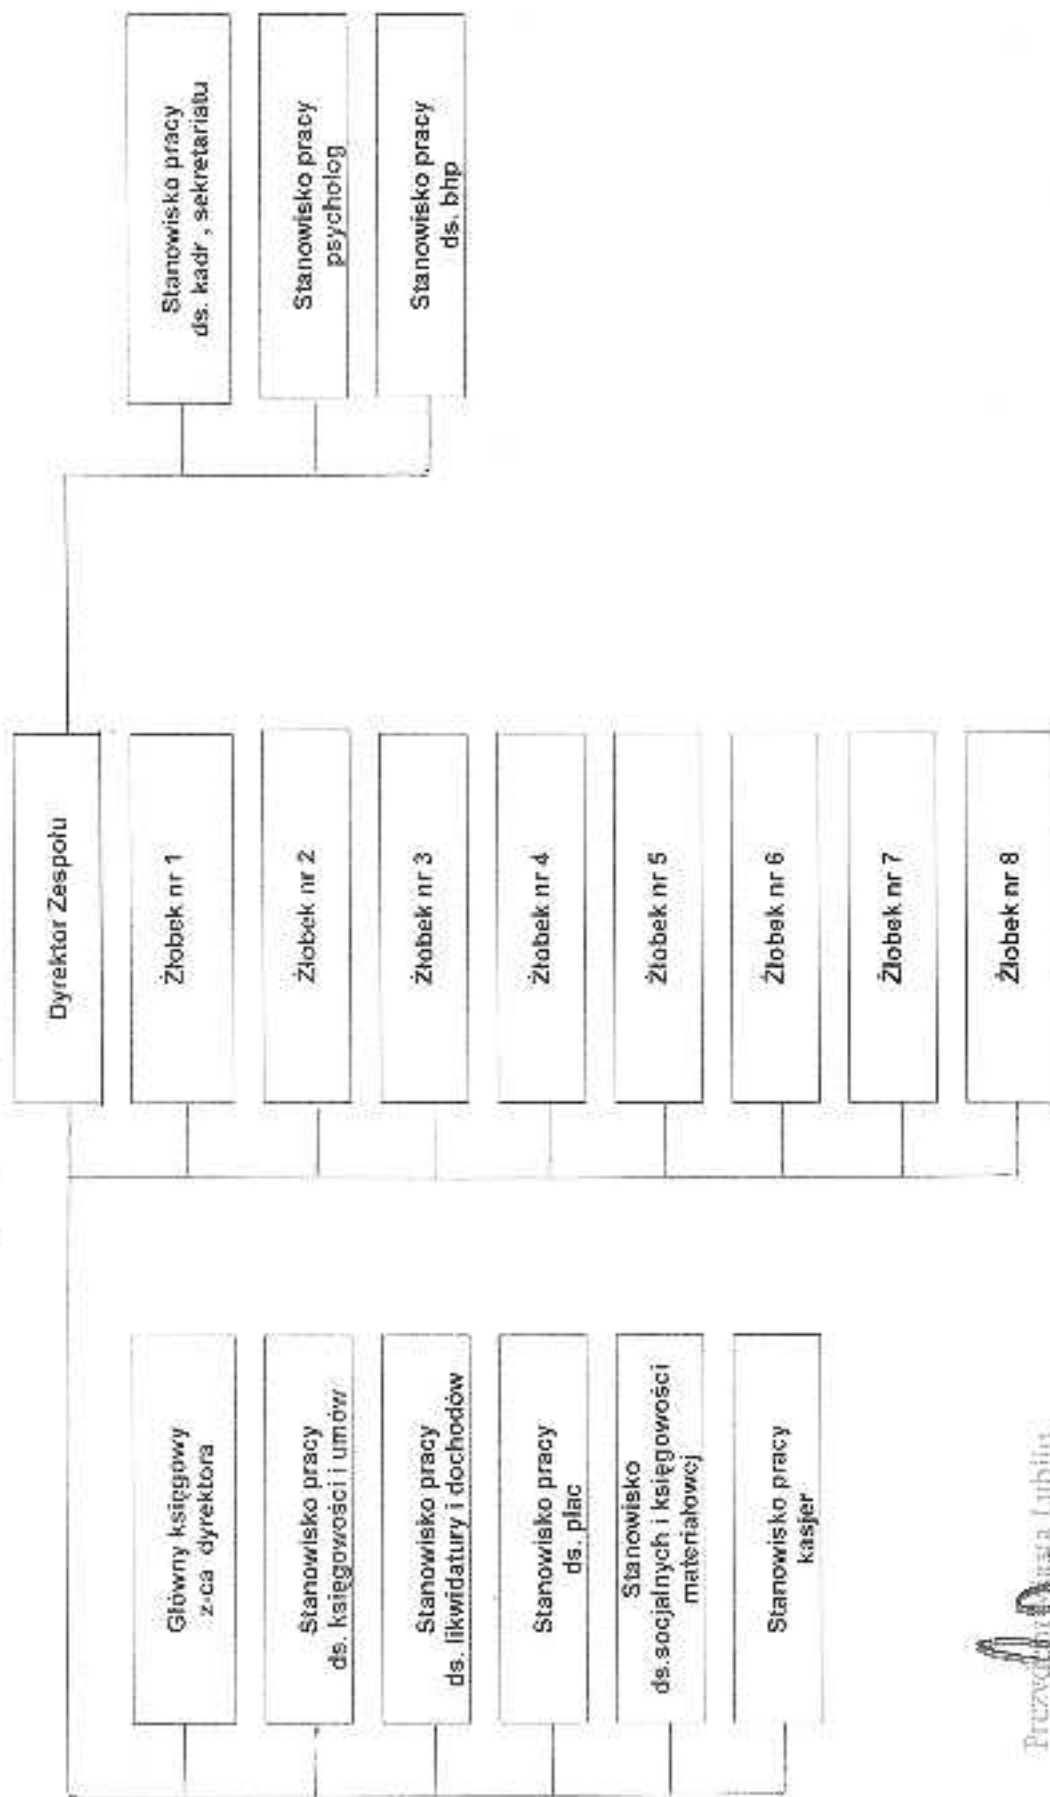 Dyrektor Zespołu
Główny księgowy
z-ca dyrektora
Stanowisko pracy
ds. księgowości i umów
Stanowisko pracy
ds. likwidatury i dochodów
Stanowisko pracy
ds. płac
Stanowisko
ds.socjalnych i księgowości
materiałowej
Stanowisko pracy
kasjer
Żłobek nr 1
Żłobek nr 2
Żłobek nr 3
Żłobek nr 4
Żłobek nr 5
Żłobek nr 6
Żłobek nr 7
Żłobek nr 8
Stanowisko pracy
ds. kadr , sekretariatu
Stanowisko pracy
psycholog
Stanowisko pracy
ds. bhp
Lublin